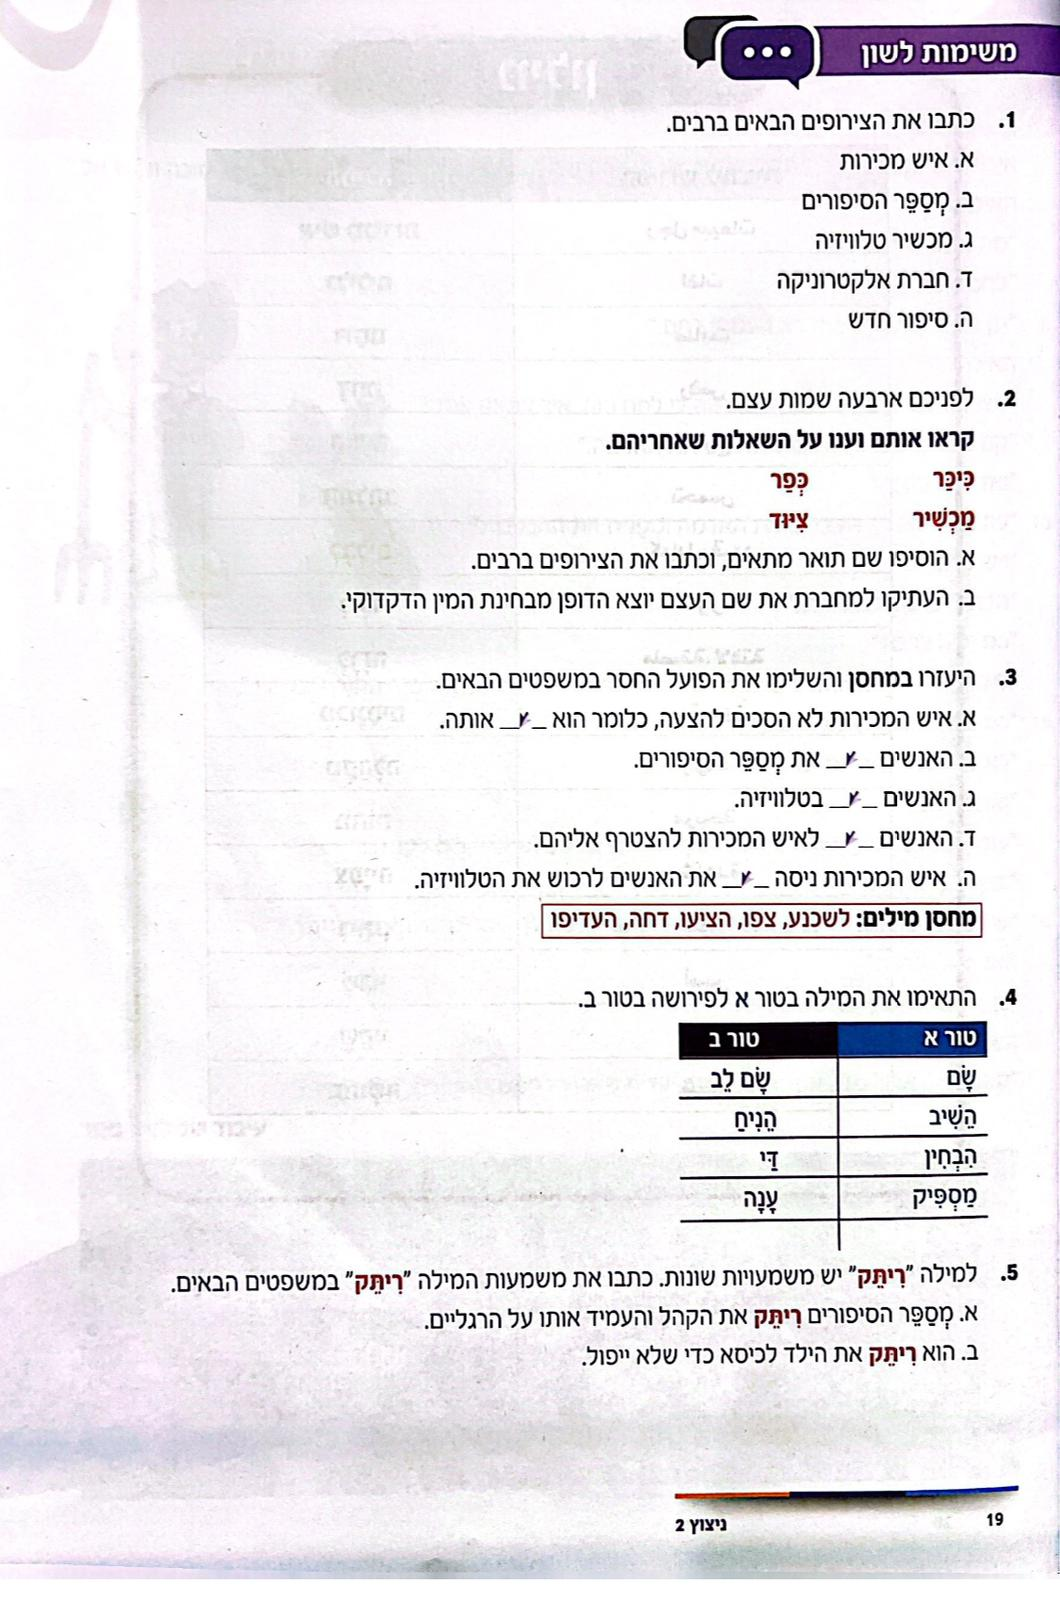 משימות לשון
1. כתבו את הצירופים הבאים ברבים.
א. איש מכירות
ב. מְסַפֵּר הסיפורים
ג. מכשיר טלוויזיה
ד. חברת אלקטרוניקה
ה. סיפור חדש
2. לפניכם ארבעה שמות עצם.
קראו אותם וענו על השאלות שאחריהם.
כִּיכָּר כְּפָר
מַכְשִׁיר צִיּוּד
א. הוסיפו שם תואר מתאים, וכתבו את הצירופים ברבים.
ב. העתיקו למחברת את שם העצם יוצא הדופן מבחינת המין הדקדוקי.
3. היעזרו במחסן והשלימו את הפועל החסר במשפטים הבאים.
א. איש המכירות לא הסכים להצעה, כלומר הוא ____ אותה.
ב. האנשים ____ את מְסַפֵּר הסיפורים.
ג. האנשים ____ בטלוויזיה.
ד. האנשים ____ לאיש המכירות להצטרף אליהם.
ה. איש המכירות ניסה ____ את האנשים לרכוש את הטלוויזיה.
מחסן מילים: לשכנע, צפו, הציעו, דחה, העדיפו
4. התאימו את המילה בטור א לפירושה בטור ב.
טור א טור ב
שָׂם שָׂם לֵב
הֵשִׁיב הֵנִיחַ
הִבְחִין דַּי
מַסְפִּיק עָנָה
5. למילה "רִיתֵּק" יש משמעויות שונות. כתבו את משמעות המילה "רִיתֵּק" במשפטים הבאים.
א. מְסַפֵּר הסיפורים רִיתֵּק את הקהל והעמיד אותו על הרגליים.
ב. הוא רִיתֵּק את הילד לכיסא כדי שלא ייפול.
19 ניצוץ 2